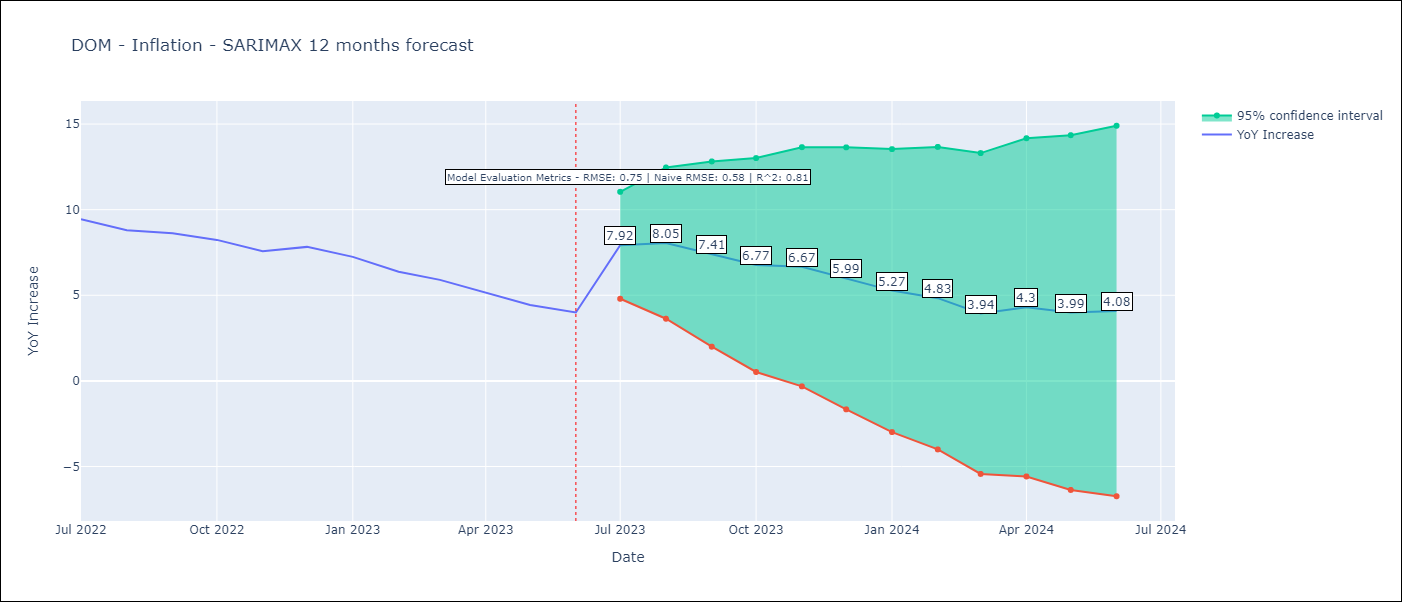 DOM - Inflation - SARIMAX 12 months forecast
95% confidence interval
YoY Increase
Model Evaluation Metrics - RMSE: 0.75 | Naive RMSE: 0.58 | R^2: 0.81
15
10
5
0
−5
YoY Increase
7.92
8.05
7.41
6.77
6.67
5.99
5.27
4.83
3.94
4.3
3.99
4.08
Jul 2022
Oct 2022
Jan 2023
Apr 2023
Jul 2023
Oct 2023
Jan 2024
Apr 2024
Jul 2024
Date